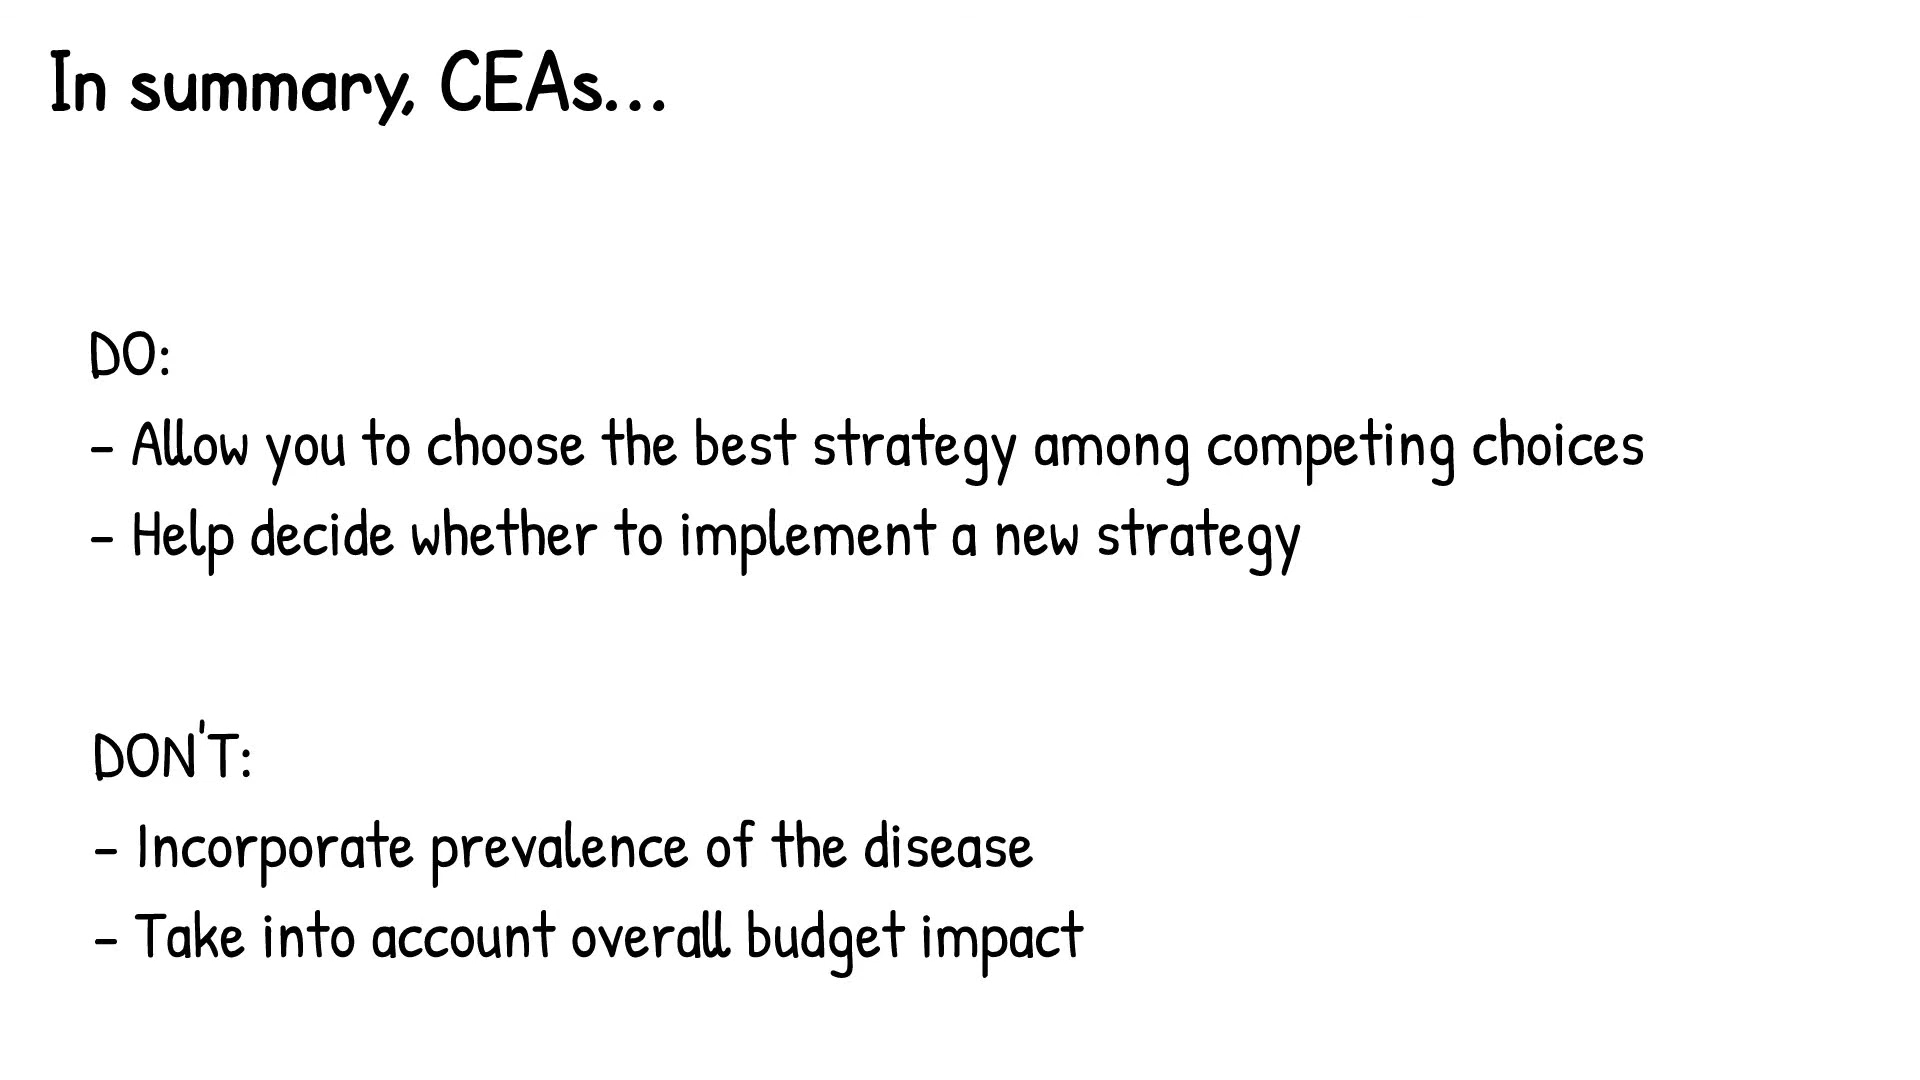 In summary, CEAs...
DO:
- Allow you to choose the best strategy among competing choices
- Help decide whether to implement a new strategy
DON'T:
- Incorporate prevalence of the disease
- Take into account overall budget impact